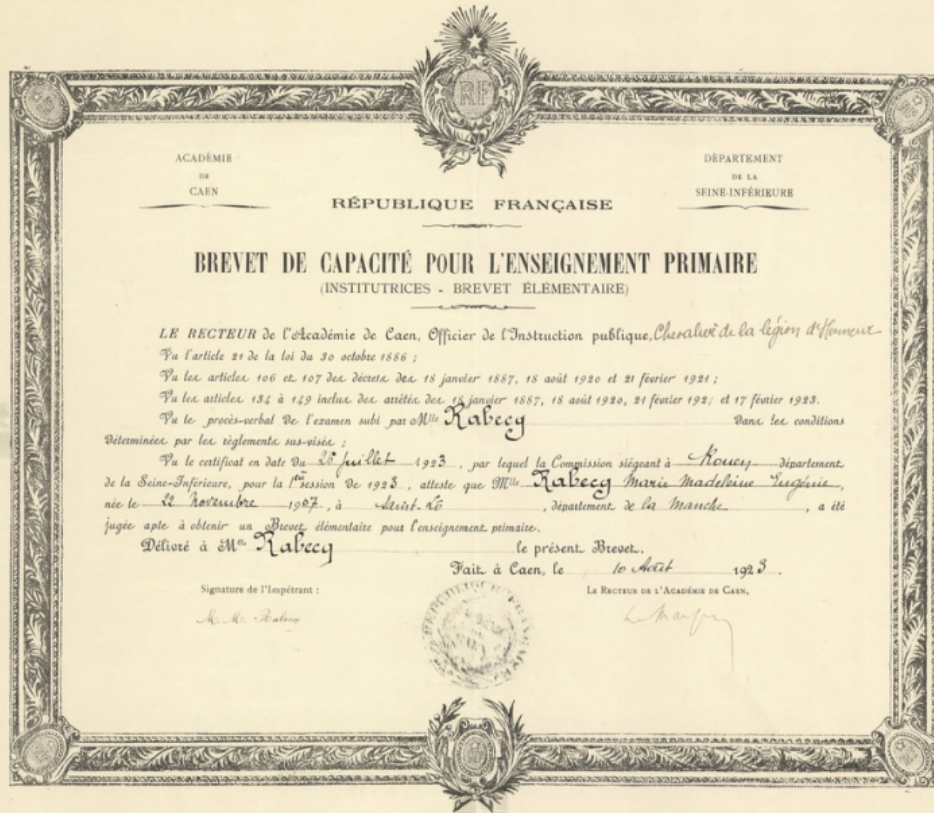 RF
ACADÉMIE
DE
CAEN
DÉPARTEMENT
DE LA
SEINE-INFÉRIEURE
RÉPUBLIQUE FRANÇAISE
BREVET DE CAPACITÉ POUR L'ENSEIGNEMENT PRIMAIRE
(INSTITUTRICES - BREVET ÉLÉMENTAIRE)
LE RECTEUR de l'Académie de Caen, Officier de l'Instruction publique, Chevalier de la légion d'Honneur
Vu l'article 21 de la loi du 30 octobre 1886 ;
Vu les articles 106 et 107 des décrets des 18 janvier 1887, 18 août 1920 et 21 février 1921 ;
Vu les articles 134 à 149 inclus des arrêtés des 18 janvier 1887, 18 août 1920, 21 février 1921 et 17 février 1923.
Vu le procès-verbal de l'examen subi par Mlle Rabecq dans les conditions
déterminées par les règlements sus-visés ;
Vu le certificat en date du 28 juillet 1923, par lequel la Commission siégeant à Rouen département
de la Seine-Inférieure, pour la 1ère session de 1923, atteste que Mlle Rabecq Marie Madeleine Eugénie,
née le 22 novembre 1907, à Saint-Lô, département de la Manche, a été
jugée apte à obtenir un Brevet élémentaire pour l'enseignement primaire.
Délivré à Mlle Rabecq le présent Brevet.
Fait à Caen, le 10 Août 1923.
Signature de l'Impétrant :
LE RECTEUR DE L'ACADÉMIE DE CAEN,
M. M. Rabecq